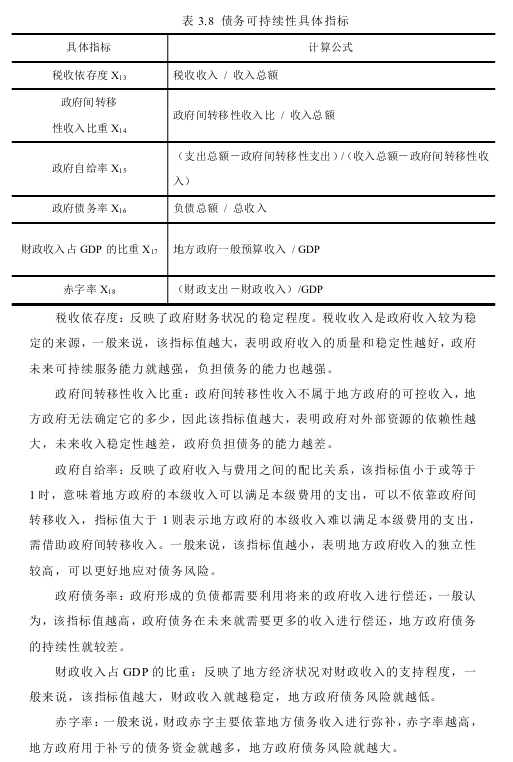 表 3.8 债务可持续性具体指标
具体指标 计算公式
税收依存度 X13 税收收入 / 收入总额
政府间转移
性收入比重 X14
政府间转移性收入比 / 收入总额
政府自给率 X15
（支出总额－政府间转移性支出）/（收入总额－政府间转移性收
入）
政府债务率 X16 负债总额 / 总收入
财政收入占 GDP 的比重 X17 地方政府一般预算收入 / GDP
赤字率 X18 （财政支出－财政收入）/GDP
税收依存度：反映了政府财务状况的稳定程度。税收收入是政府收入较为稳
定的来源，一般来说，该指标值越大，表明政府收入的质量和稳定性越好，政府
未来可持续服务能力就越强，负担债务的能力也越强。
政府间转移性收入比重：政府间转移性收入不属于地方政府的可控收入，地
方政府无法确定它的多少，因此该指标值越大，表明政府对外部资源的依赖性越
大，未来收入稳定性越差，政府负担债务的能力越差。
政府自给率：反映了政府收入与费用之间的配比关系，该指标值小于或等于
1 时，意味着地方政府的本级收入可以满足本级费用的支出，可以不依靠政府间
转移收入，指标值大于 1 则表示地方政府的本级收入难以满足本级费用的支出，
需借助政府间转移收入。一般来说，该指标值越小，表明地方政府收入的独立性
较高，可以更好地应对债务风险。
政府债务率：政府形成的负债都需要利用将来的政府收入进行偿还，一般认
为，该指标值越高，政府债务在未来就需要更多的收入进行偿还，地方政府债务
的持续性就较差。
财政收入占 GDP 的比重：反映了地方经济状况对财政收入的支持程度，一
般来说，该指标值越大，财政收入就越稳定，地方政府债务风险就越低。
赤字率：一般来说，财政赤字主要依靠地方债务收入进行弥补，赤字率越高，
地方政府用于补亏的债务资金就越多，地方政府债务风险就越大。